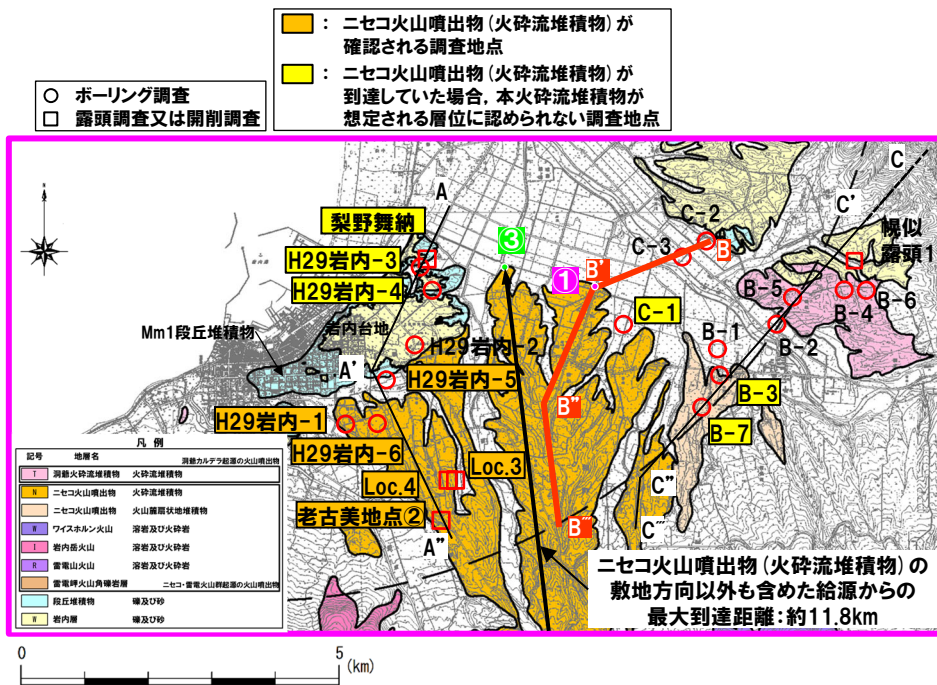 ： ニセコ火山噴出物（火砕流堆積物）が
確認される調査地点
： ニセコ火山噴出物（火砕流堆積物）が
到達していた場合，本火砕流堆積物が
想定される層位に認められない調査地点
ボーリング調査
露頭調査又は開削調査
A
C
C'
梨野舞納
③
C-2
幌似
露頭1
H29岩内-3
C-3
B
①
B'
H29岩内-4
B-5
B-4
B-6
岩内台地
C-1
Mm1段丘堆積物
H29岩内-2
B-1
B-2
A'
H29岩内-5
B-3
B''
H29岩内-1
B-7
H29岩内-6
Loc.3
Loc.4
C''
老古美地点②
A''
B'''
C'''
ニセコ火山噴出物（火砕流堆積物）の
敷地方向以外も含めた給源からの
最大到達距離：約11.8km
凡 例
記号 地層名
洞爺カルデラ起源の火山噴出物
T 洞爺火砕流堆積物 火砕流堆積物
N ニセコ火山噴出物 火砕流堆積物
ニセコ火山噴出物 火山麓扇状地堆積物
W ワイスホルン火山 溶岩及び火砕岩
I 岩内岳火山 溶岩及び火砕岩
R 雷電山火山 溶岩及び火砕岩
雷電岬火山角礫岩層 ニセコ・雷電火山群起源の火山噴出物
段丘堆積物 礫及び砂
W 岩内層 礫及び砂
0 5
(km)